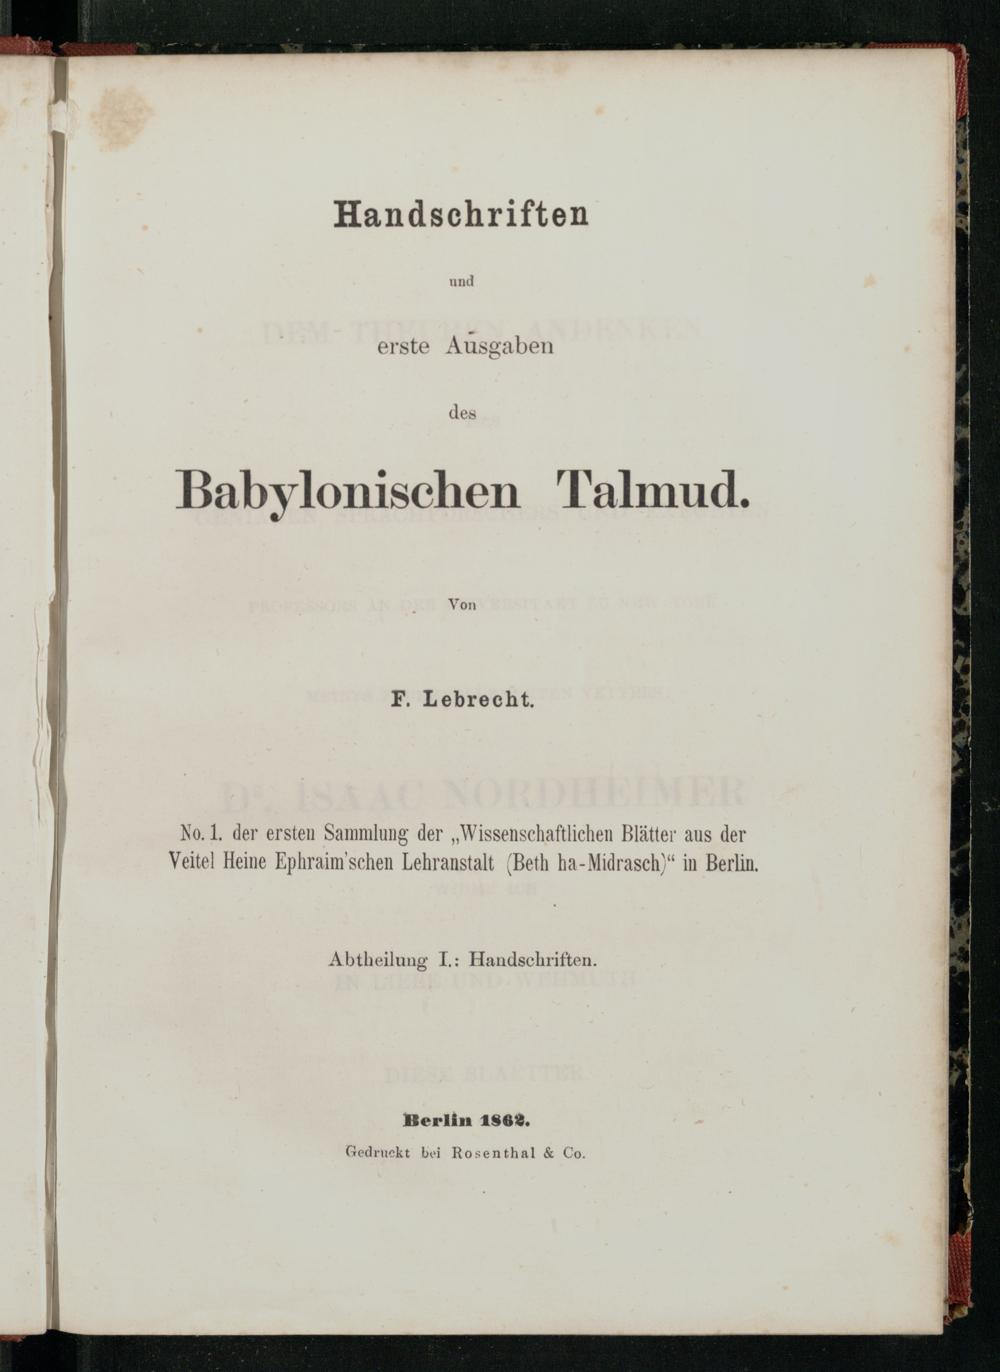 Handschriften
und
erste Ausgaben
des
Babylonischen Talmud.
Von
F. Lebrecht.
No. 1. der ersten Sammlung der „Wissenschaftlichen Blätter aus der
Veitel Heine Ephraim'schen Lehranstalt (Beth ha-Midrasch)“ in Berlin.
Abtheilung I.: Handschriften.
Berlin 1862.
Gedruckt bei Rosenthal & Co.